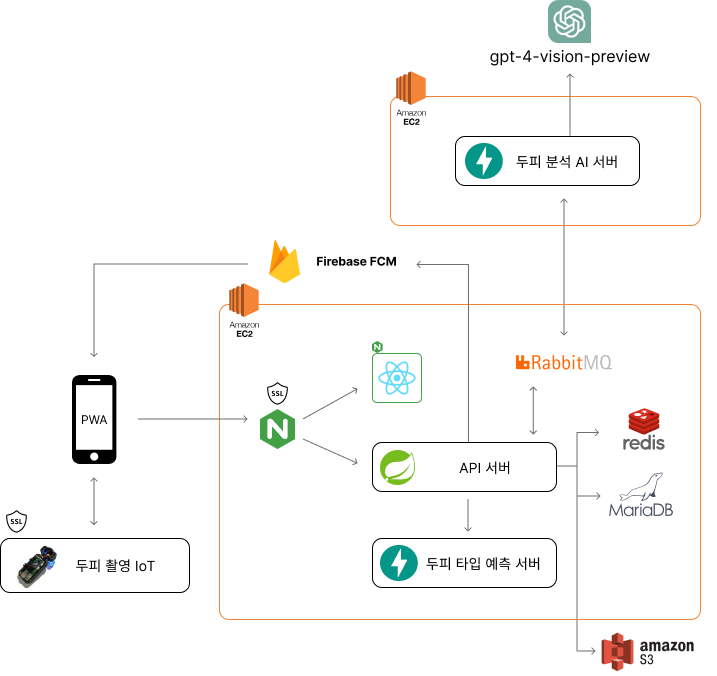 gpt-4-vision-preview
Amazon
EC2
두피 분석 AI 서버
Firebase FCM
Amazon
EC2
RabbitMQ
SSL
PWA
redis
API 서버
MariaDB
SSL
두피 촬영 IoT
두피 타입 예측 서버
amazon
S3